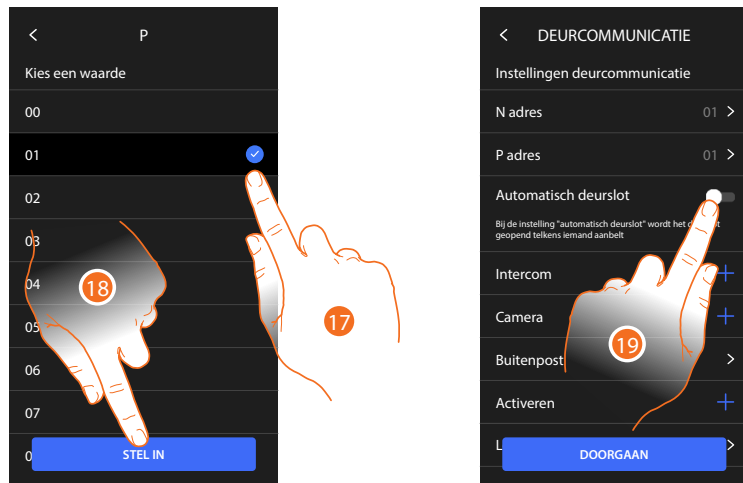 P
Kies een waarde
00
01
02
03
04
05
06
07
0
STEL IN
18
17
DEURCOMMUNICATIE
Instellingen deurcommunicatie
N adres 01
P adres 01
Automatisch deurslot
Bij de instelling "automatisch deurslot" wordt het
geopend telkens iemand aanbelt
Intercom
Camera
Buitenpost
Activeren
DOORGAAN
19